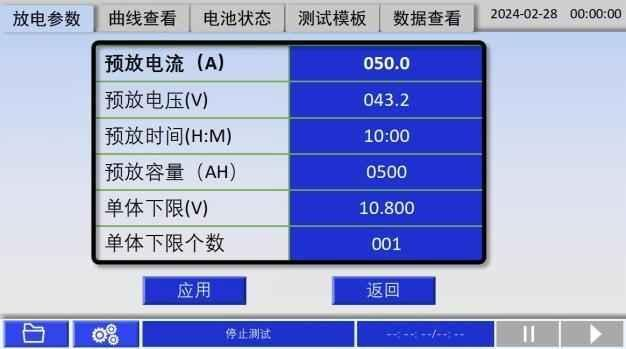 放电参数 曲线查看 电池状态 测试模板 数据查看 2024-02-28 00:00:00
预放电流（A） 050.0
预放电压(V) 043.2
预放时间(H:M) 10:00
预放容量（AH） 0500
单体下限(V) 10.800
单体下限个数 001
应用 返回
停止测试 --: --: --/--: --